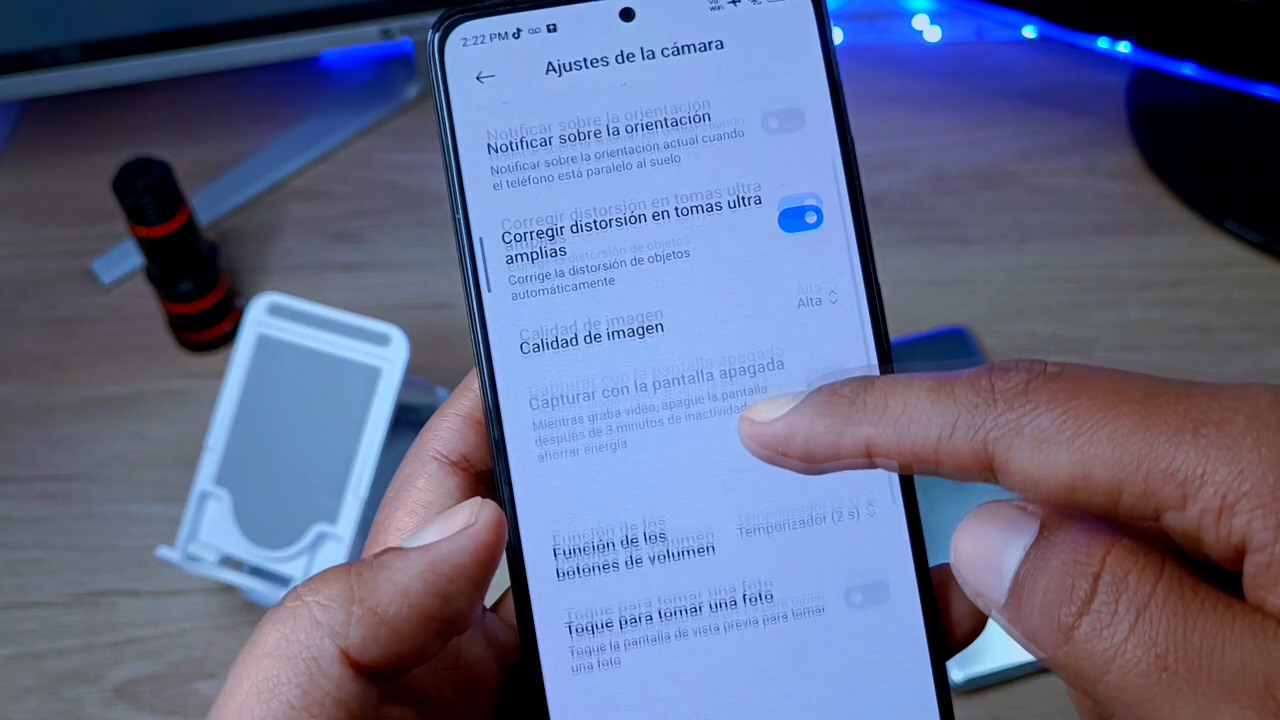 2:22 PM
Vo
WiFi
Ajustes de la cámara
Notificar sobre la orientación
Notificar sobre la orientación actual cuando
el teléfono está paralelo al suelo
Corregir distorsión en tomas ultra
amplias
Corrige la distorsión de objetos
automáticamente
Calidad de imagen
Alta
Capturar con la pantalla apagada
Mientras graba video, apague la pantalla
después de 3 minutos de inactividad
ahorrar energía
Función de los
botones de volumen
Temporizador (2 s)
Toque para tomar una foto
Toque la pantalla de vista previa para tomar
una foto